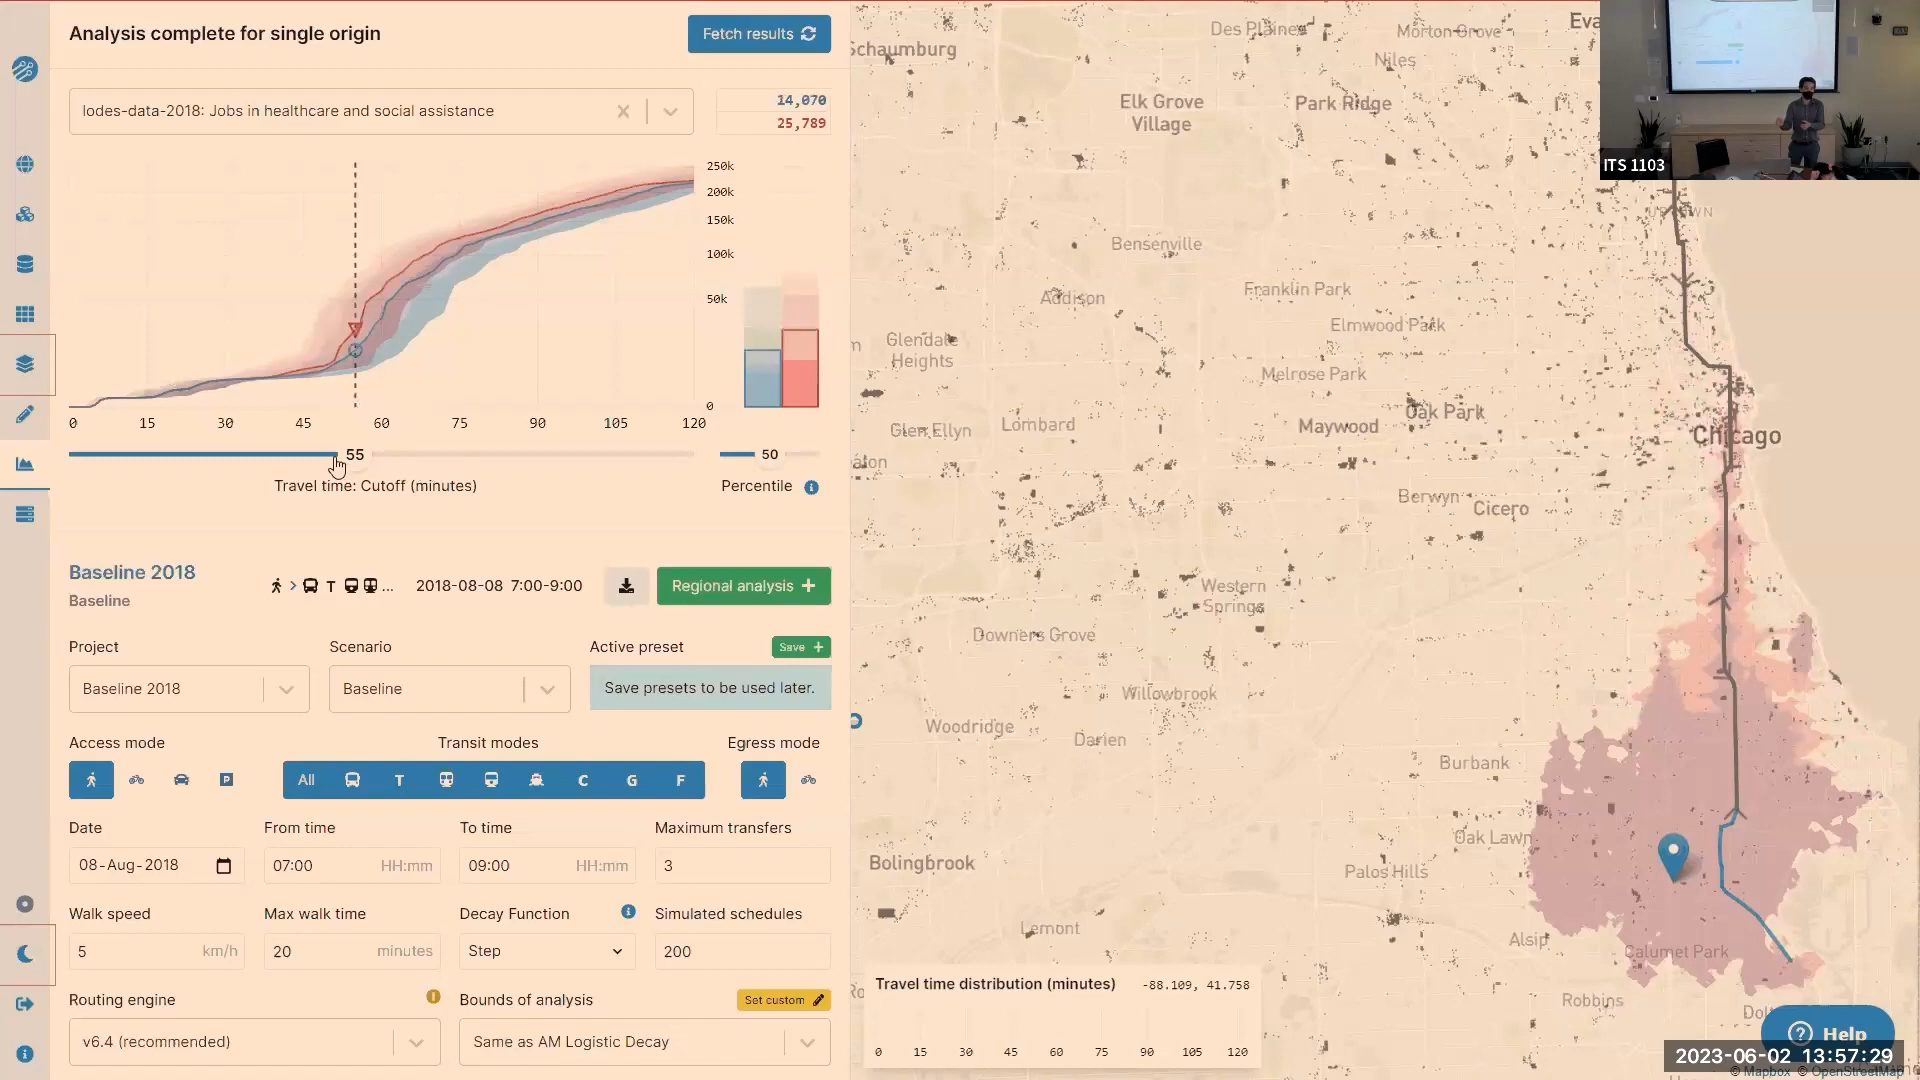 Analysis complete for single origin
Fetch results
lodes-data-2018: Jobs in healthcare and social assistance
14,070
25,789
250k
200k
150k
100k
50k
0
0 15 30 45 60 75 90 105 120
55
50
Travel time: Cutoff (minutes)
Percentile
Baseline 2018
Baseline
T
...
2018-08-08 7:00-9:00
Regional analysis +
Project
Scenario
Active preset
Save +
Baseline 2018
Baseline
Save presets to be used later.
Access mode
Transit modes
Egress mode
P
All T C G F
Date
From time
To time
Maximum transfers
08-Aug-2018
07:00 HH:mm
09:00 HH:mm
3
Walk speed
Max walk time
Decay Function
Simulated schedules
5 km/h
20 minutes
Step
200
Routing engine
Bounds of analysis
Set custom
v6.4 (recommended)
Same as AM Logistic Decay
Schaumburg
Des Plaines
Morton Grove
Eva
Niles
Elk Grove
Village
Park Ridge
ITS 1103
Bensenville
Addison
Franklin Park
Elmwood Park
Glendale
Heights
Melrose Park
Oak Park
Glen Ellyn
Lombard
Maywood
Chicago
Berwyn
Cicero
Western
Springs
Downers Grove
Willowbrook
Woodridge
Darien
Burbank
Oak Lawn
Bolingbrook
Palos Hills
Lemont
Alsip
Calumet Park
Robbins
Travel time distribution (minutes) -88.109, 41.758
0 15 30 45 60 75 90 105 120
Help
2023-06-02 13:57:29
© Mapbox © OpenStreetMap